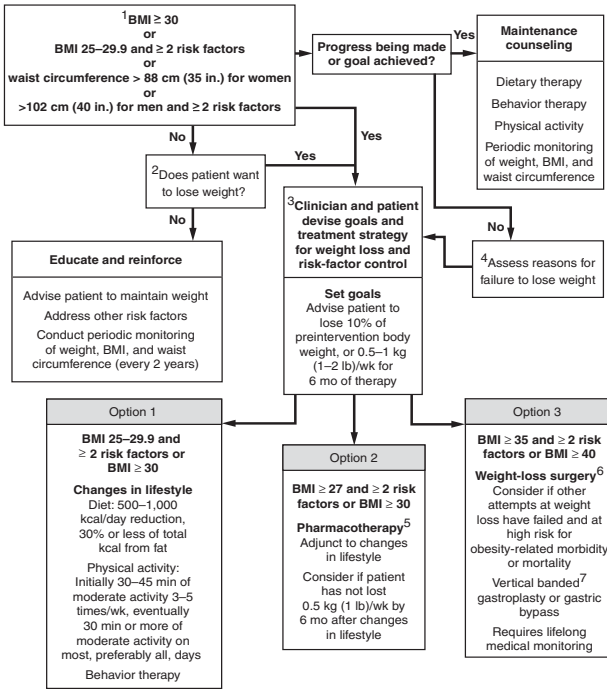 1BMI ≥ 30
or
BMI 25–29.9 and ≥ 2 risk factors
or
waist circumference > 88 cm (35 in.) for women
or
>102 cm (40 in.) for men and ≥ 2 risk factors
Progress being made
or goal achieved?
Yes
Maintenance
counseling
Dietary therapy
Behavior therapy
Physical activity
Periodic monitoring
of weight, BMI, and
waist circumference
No
Yes
2Does patient want
to lose weight?
Yes
No
3Clinician and patient
devise goals and
treatment strategy
for weight loss and
risk-factor control
Set goals
Advise patient to
lose 10% of
preintervention body
weight, or 0.5–1 kg
(1–2 lb)/wk for
6 mo of therapy
No
4Assess reasons for
failure to lose weight
Educate and reinforce
Advise patient to maintain weight
Address other risk factors
Conduct periodic monitoring
of weight, BMI, and waist
circumference (every 2 years)
Option 1
BMI 25–29.9 and
≥ 2 risk factors or
BMI ≥ 30
Changes in lifestyle
Diet: 500–1,000
kcal/day reduction,
30% or less of total
kcal from fat
Physical activity:
Initially 30–45 min of
moderate activity 3–5
times/wk, eventually
30 min or more of
moderate activity on
most, preferably all, days
Behavior therapy
Option 2
BMI ≥ 27 and ≥ 2 risk
factors or BMI ≥ 30
Pharmacotherapy5
Adjunct to changes
in lifestyle
Consider if patient
has not lost
0.5 kg (1 lb)/wk by
6 mo after changes
in lifestyle
Option 3
BMI ≥ 35 and ≥ 2 risk
factors or BMI ≥ 40
Weight-loss surgery6
Consider if other
attempts at weight
loss have failed and at
high risk for
obesity-related morbidity
or mortality
Vertical banded7
gastroplasty or gastric
bypass
Requires lifelong
medical monitoring